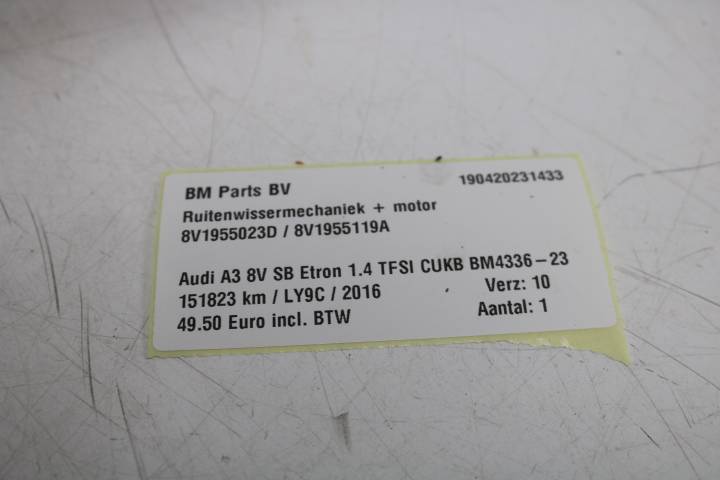 BM Parts BV 190420231433
Ruitenwissermechaniek + motor
8V1955023D / 8V1955119A
Audi A3 8V SB Etron 1.4 TFSI CUKB BM4336-23
151823 km / LY9C / 2016 Verz: 10
49.50 Euro incl. BTW Aantal: 1